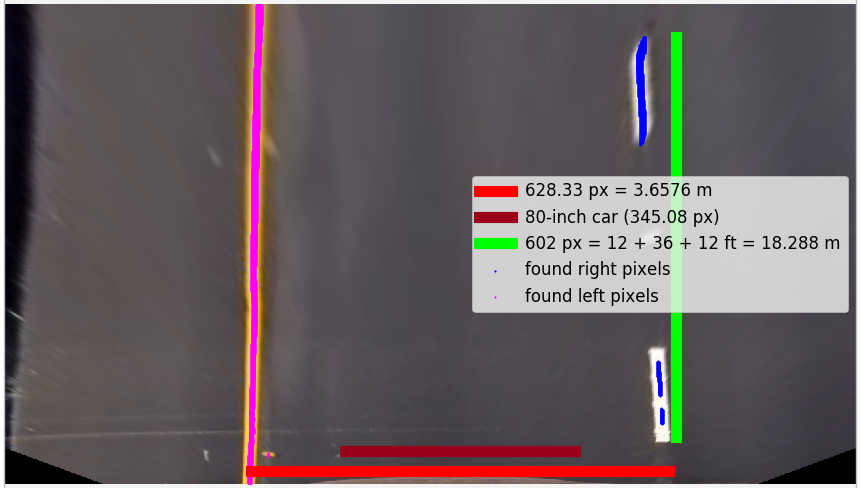 628.33 px = 3.6576 m
80-inch car (345.08 px)
602 px = 12 + 36 + 12 ft = 18.288 m
found right pixels
found left pixels